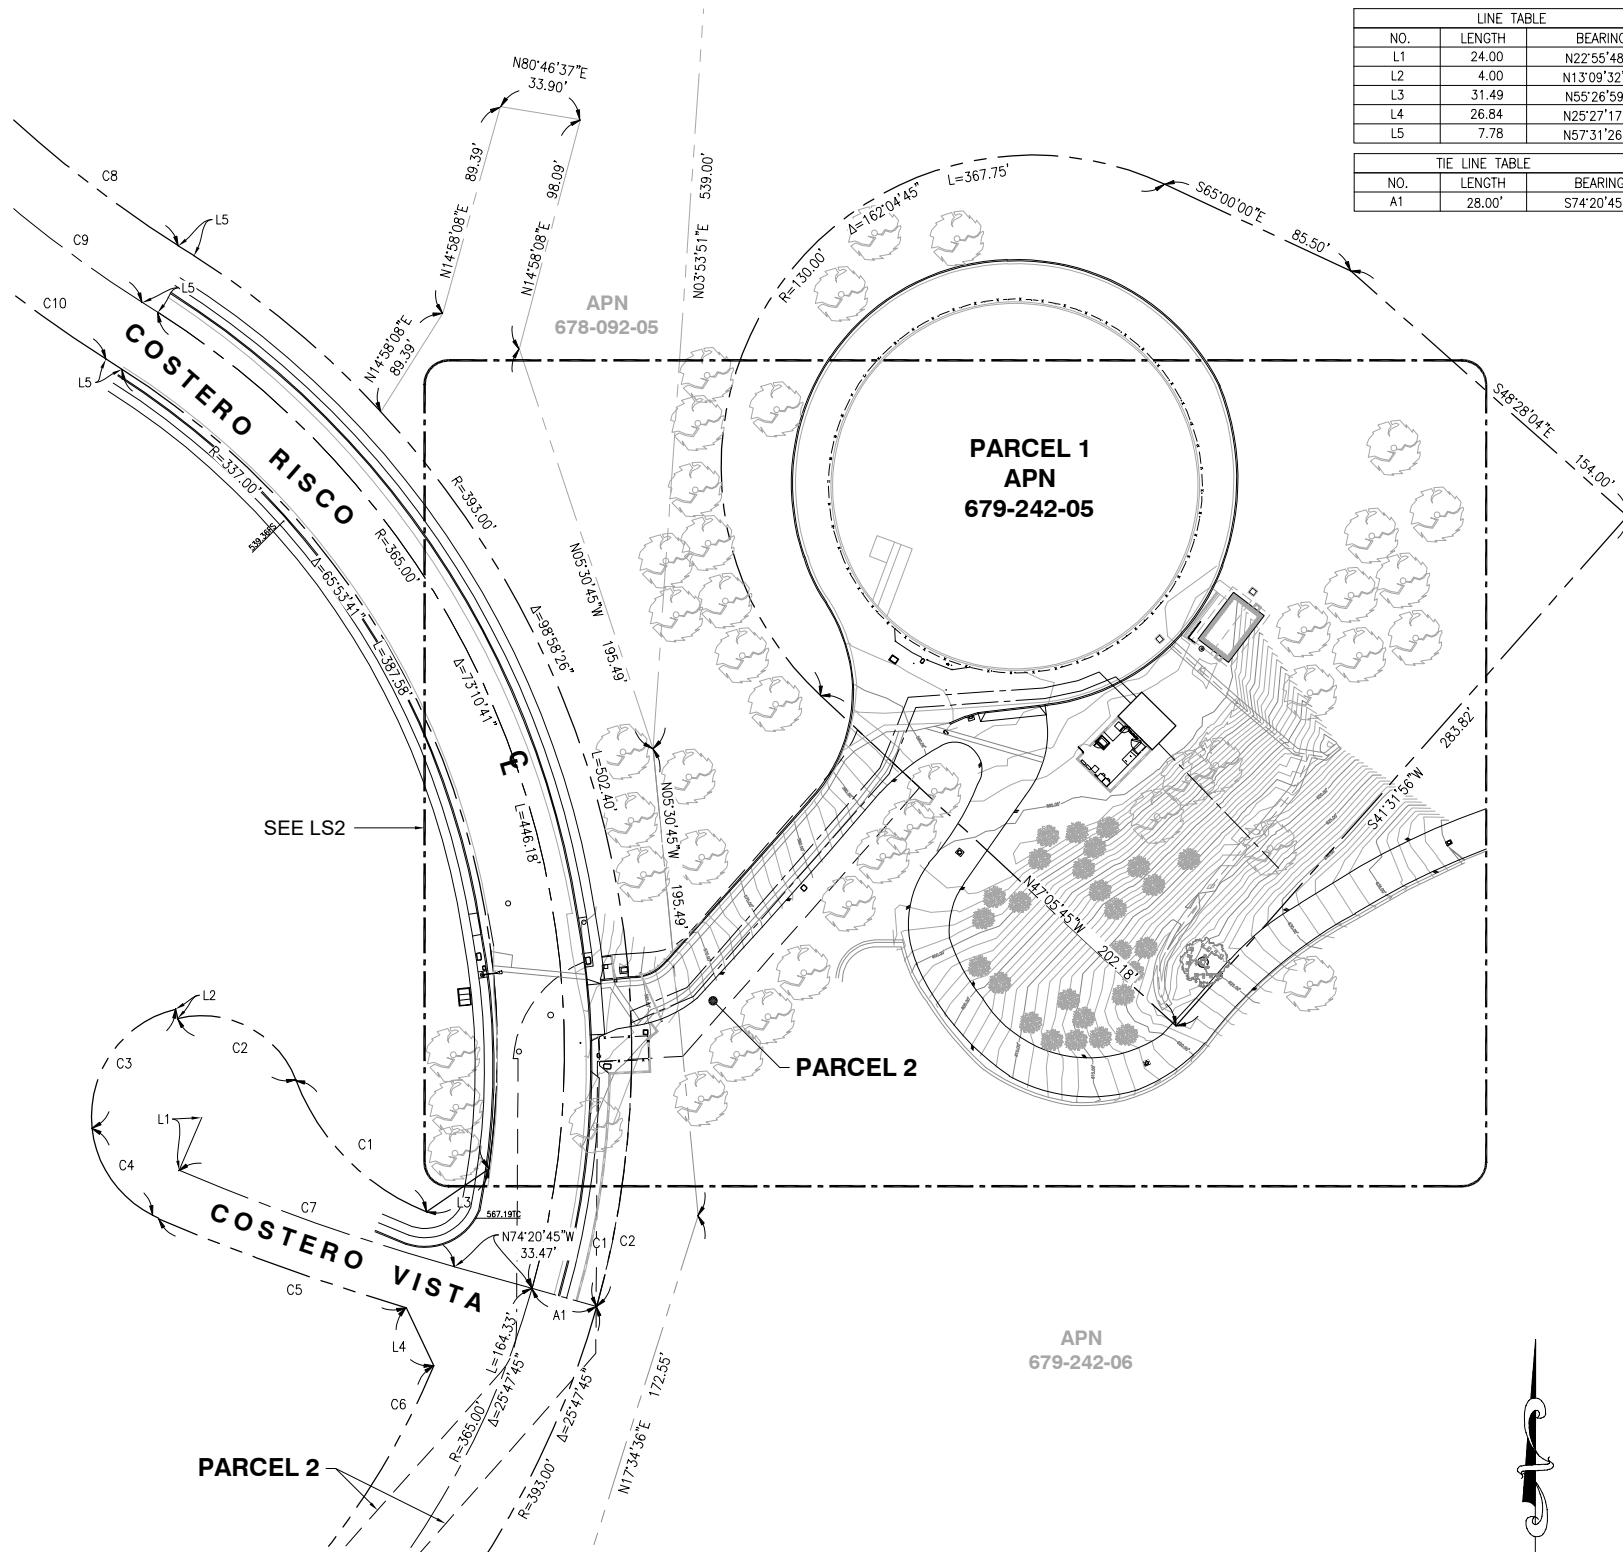 LINE TABLE
NO. LENGTH BEARING
L1 24.00 N22°55'48
L2 4.00 N13°09'32"
L3 31.49 N55°26'59
L4 26.84 N25°27'17
L5 7.78 N57°31'26
TIE LINE TABLE
NO. LENGTH BEARING
A1 28.00' S74°20'45
N80°46'37"E
33.90'
N14°58'08"E 89.39'
N14°58'08"E 98.09'
N14°58'08"E
89.39'
N03°53'51"E 539.00'
APN
678-092-05
R=130.00' Δ=162°04'45" L=367.75'
S65°00'00"E 85.50'
S48°28'04"E 154.00'
C8
L5
C9
L5
C10
L5
COSTERO RISCO
R=337.00' Δ=65°53'41" L=387.58'
539.36FS
R=365.00' Δ=73°10'41" L=446.18'
R=393.00' Δ=98°58'26" L=502.40'
CL
PARCEL 1
APN
679-242-05
N05°30'45"W 195.49'
N05°30'45"W 195.49'
S41°31'56"W 283.82'
N47°05'45"W 202.18'
SEE LS2
PARCEL 2
L2
C2
C3
L1
C1
C4
C7
L3
567.19TC
COSTERO VISTA
N74°20'45"W
33.47'
C1
C2
C5
A1
L4
C6
R=365.00' Δ=25°47'45" L=164.33'
R=393.00' Δ=25°47'45"
N17°34'36"E 172.55'
APN
679-242-06
PARCEL 2